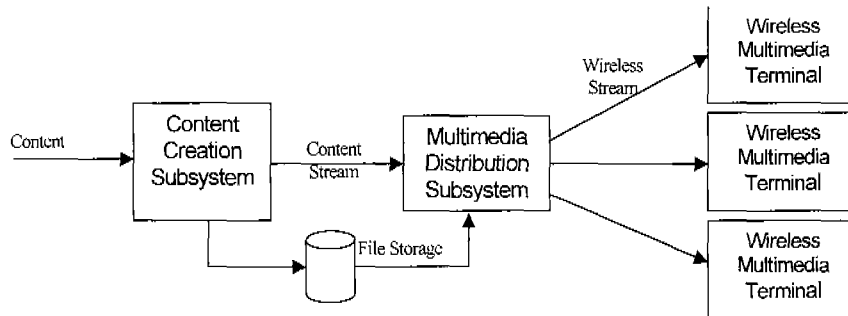 Content
Content
Creation
Subsystem
Content
Stream
File Storage
Multimedia
Distribution
Subsystem
Wireless
Stream
Wireless
Multimedia
Terminal
Wireless
Multimedia
Terminal
Wireless
Multimedia
Terminal